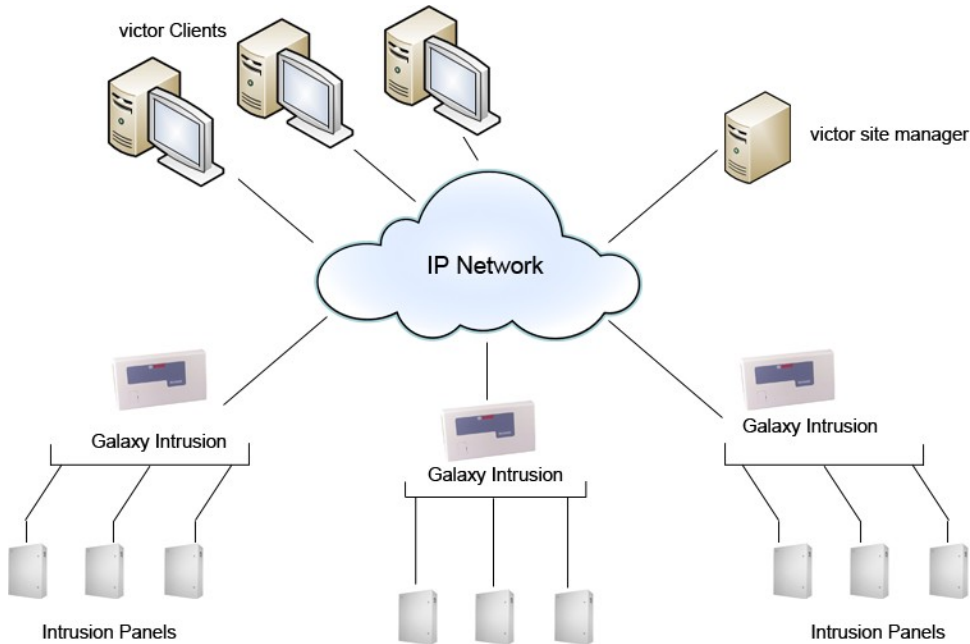 victor Clients
victor site manager
IP Network
Galaxy Intrusion
Galaxy Intrusion
Galaxy Intrusion
Intrusion Panels
Intrusion Panels